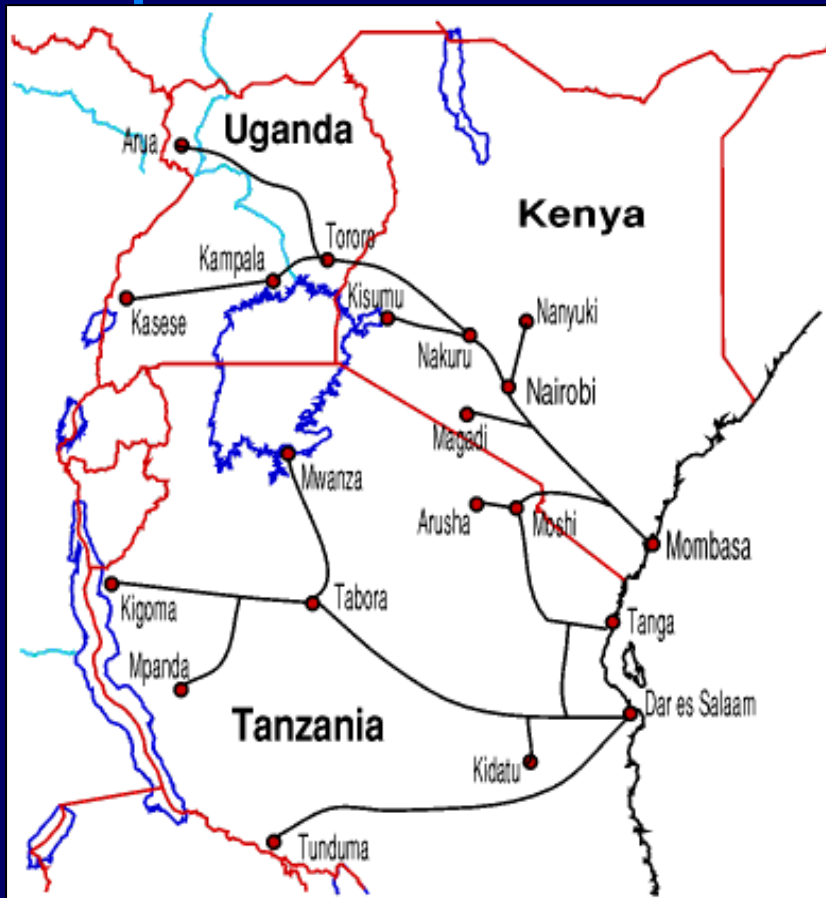 Uganda
Arua
Kenya
Tororo
Kampala
Kisumu
Nanyuki
Kasese
Nakuru
Nairobi
Magadi
Mwanza
Arusha
Moshi
Mombasa
Kigoma
Tabora
Tanga
Mpanda
Dar es Salaam
Tanzania
Kidatu
Tunduma